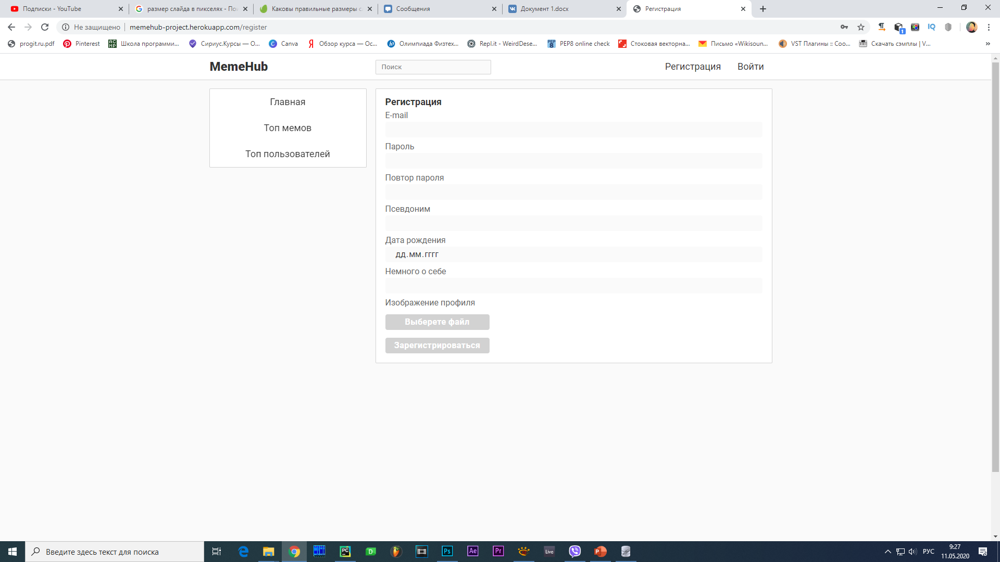 Подписки - YouTube
размер слайда в пикселях - По
Каковы правильные размеры с
Сообщения
Документ 1.docx
Регистрация
Не защищено
memehub-project.herokuapp.com/register
progit.ru.pdf
Pinterest
Школа программи...
Сириус.Курсы — О...
Canva
Обзор курса — Ос...
Олимпиада Физтех...
Repl.it - WeirdDese...
PEP8 online check
Стоковая векторна...
Письмо «Wikisoun...
VST Плагины :: Coo...
Скачать сэмплы | V...
MemeHub
Поиск
Регистрация
Войти
Главная
Топ мемов
Топ пользователей
Регистрация
E-mail
Пароль
Повтор пароля
Псевдоним
Дата рождения
ДД.ММ.ГГГГ
Немного о себе
Изображение профиля
Выберете файл
Зарегистрироваться
Введите здесь текст для поиска
РУС
9:27
11.05.2020